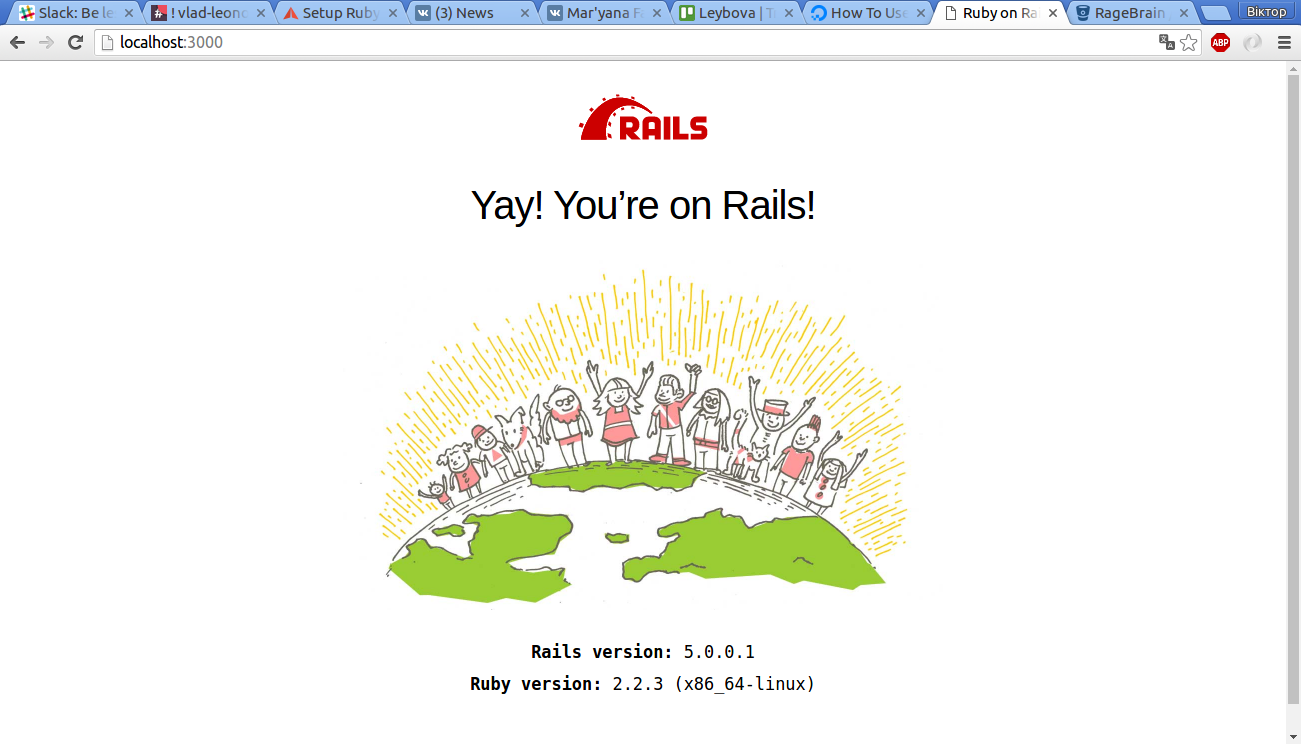 Slack: Be le
! vlad-leonc
Setup Ruby
(3) News
Mar'yana Fa
Leybova | T
How To Use
Ruby on Ra
RageBrain
Віктор
localhost:3000
ABP
RAILS
Yay! You’re on Rails!
Rails version: 5.0.0.1
Ruby version: 2.2.3 (x86_64-linux)